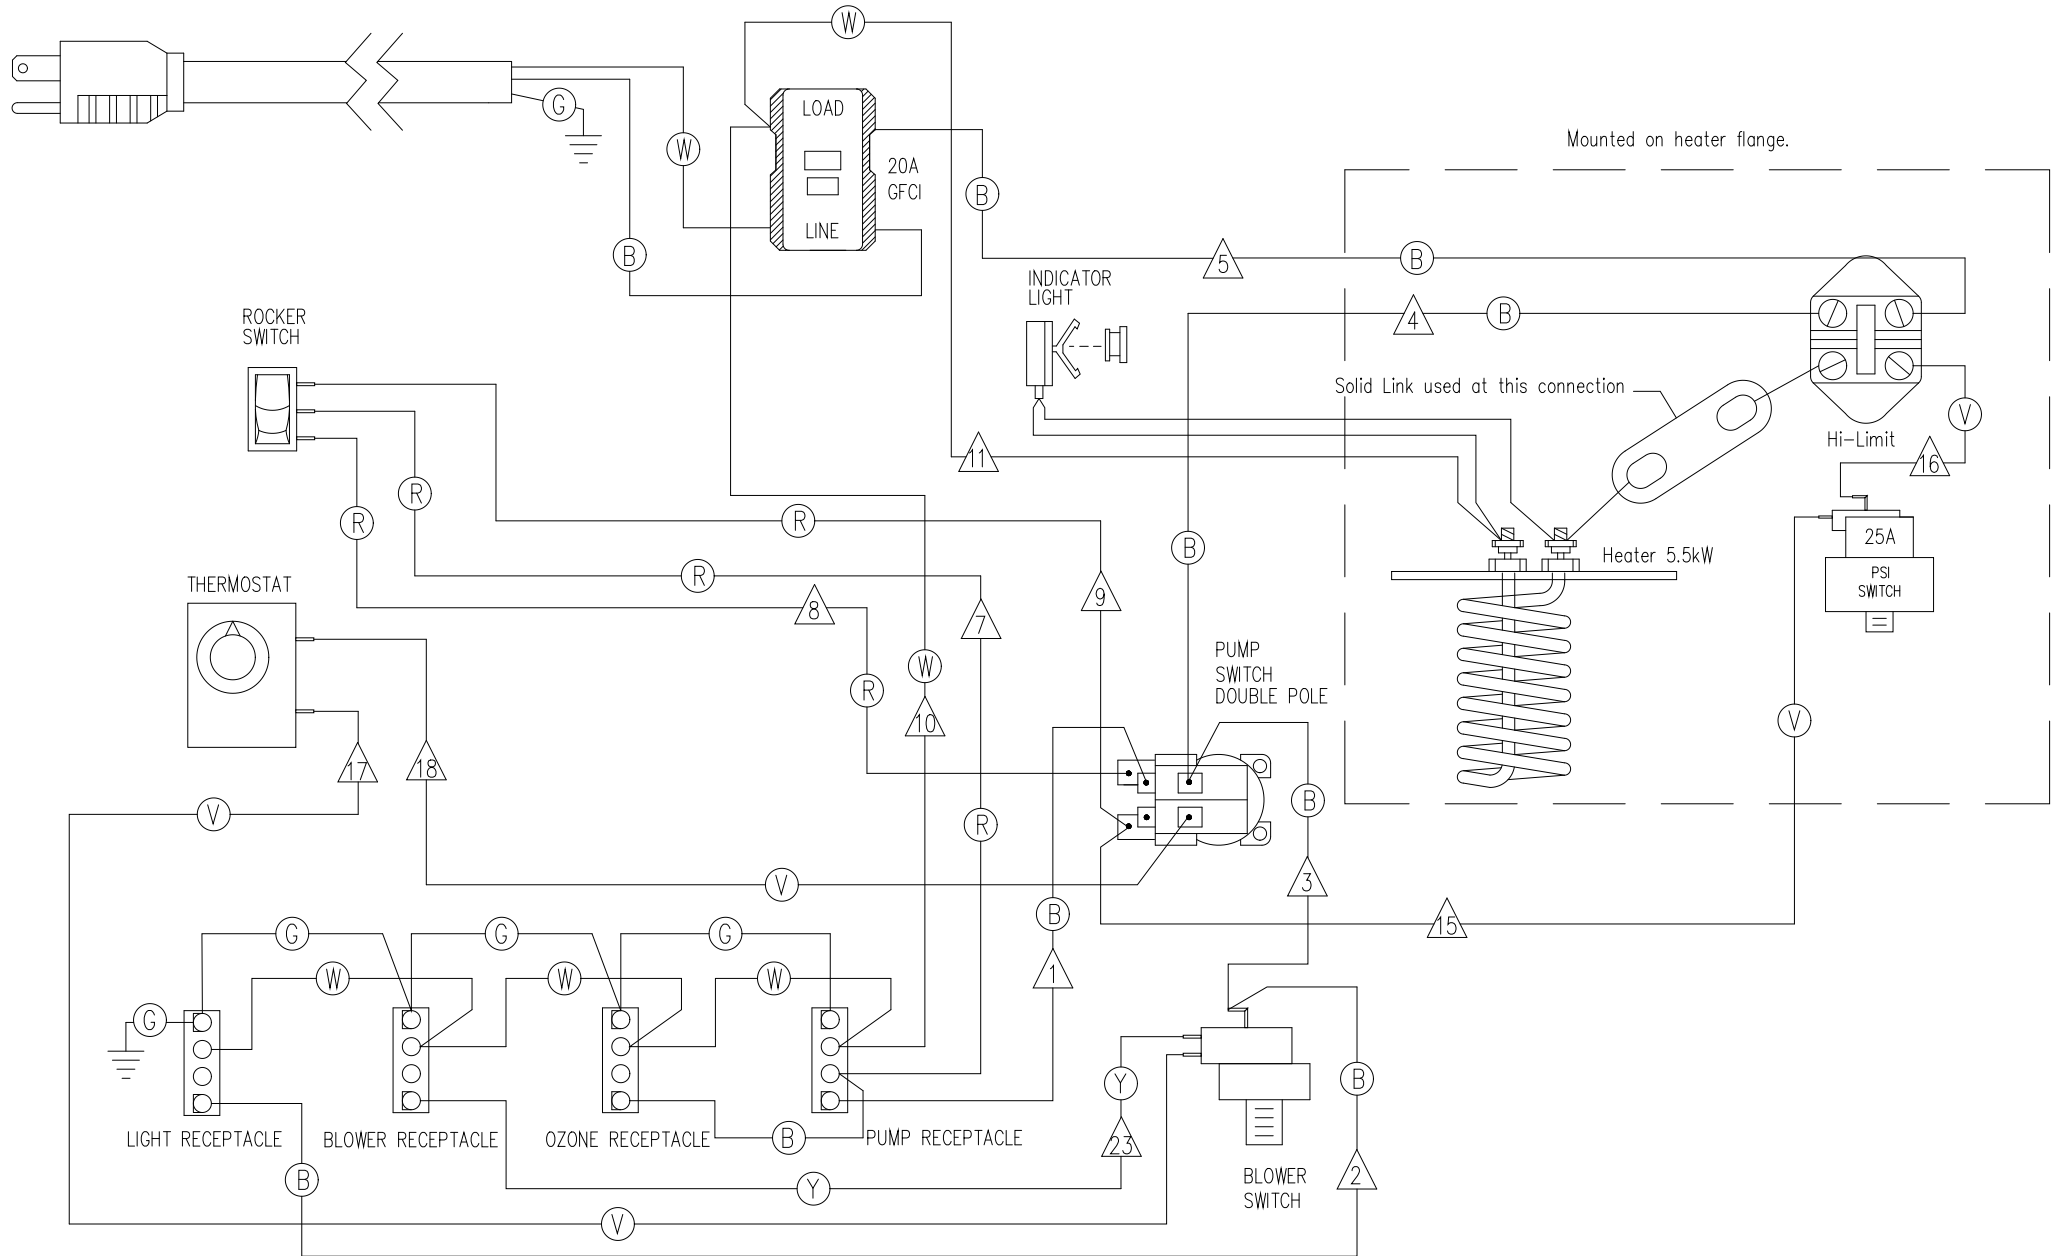 W
LOAD
G
W
20A
GFCI
B
LINE
B
Mounted on heater flange.
5
B
INDICATOR
LIGHT
4
B
ROCKER
SWITCH
Solid Link used at this connection
V
Hi-Limit
11
16
R
R
R
B
25A
Heater 5.5kW
PSI
SWITCH
THERMOSTAT
R
8
9
7
W
PUMP
SWITCH
DOUBLE POLE
R
10
V
17
18
B
V
R
V
3
B
15
G
G
G
W
W
W
1
G
B
Y
LIGHT RECEPTACLE
BLOWER RECEPTACLE
OZONE RECEPTACLE
B
PUMP RECEPTACLE
23
B
Y
BLOWER
SWITCH
2
V